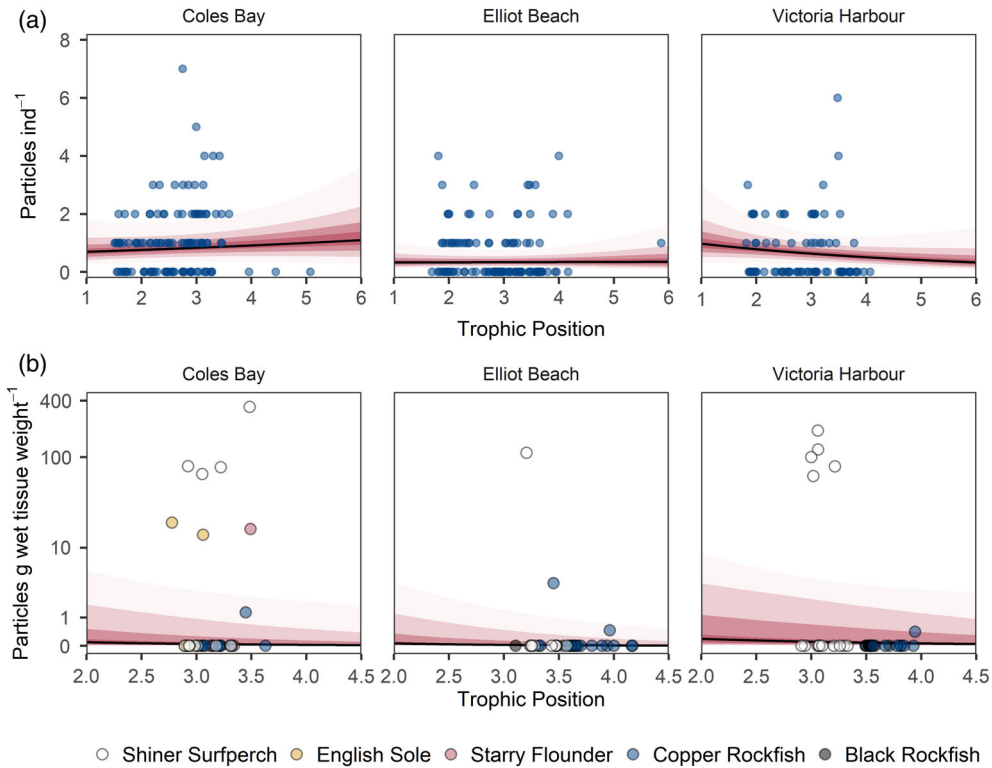 (a)
Coles Bay Elliot Beach Victoria Harbour
Particles ind⁻¹
8
6
4
2
0
1 2 3 4 5 6 1 2 3 4 5 6 1 2 3 4 5 6
Trophic Position
(b)
Coles Bay Elliot Beach Victoria Harbour
Particles g wet tissue weight⁻¹
400
100
10
1
0
2.0 2.5 3.0 3.5 4.0 4.5 2.0 2.5 3.0 3.5 4.0 4.5 2.0 2.5 3.0 3.5 4.0 4.5
Trophic Position
Shiner Surfperch English Sole Starry Flounder Copper Rockfish Black Rockfish